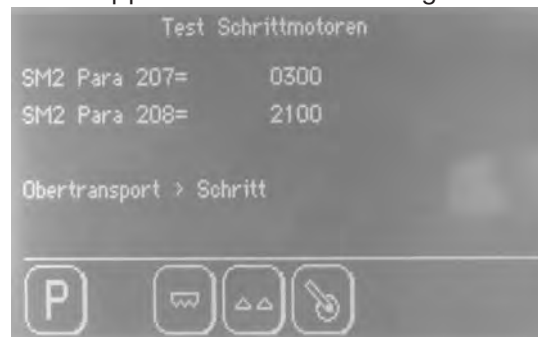 Test Schrittmotoren
SM2 Para 207= 0300
SM2 Para 208= 2100
Obertransport > Schritt
P